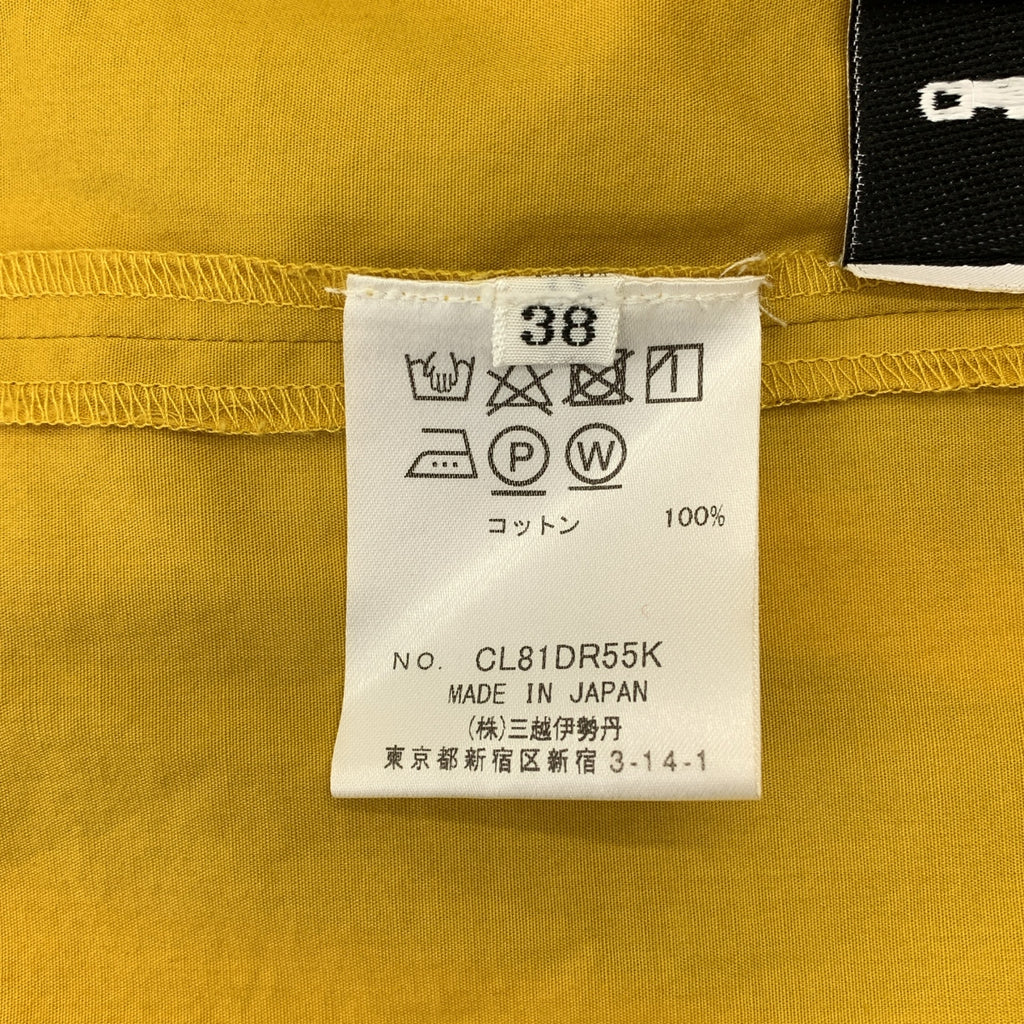 38
P W
コットン 100%
NO. CL81DR55K
MADE IN JAPAN
(株)三越伊勢丹
東京都新宿区新宿 3-14-1